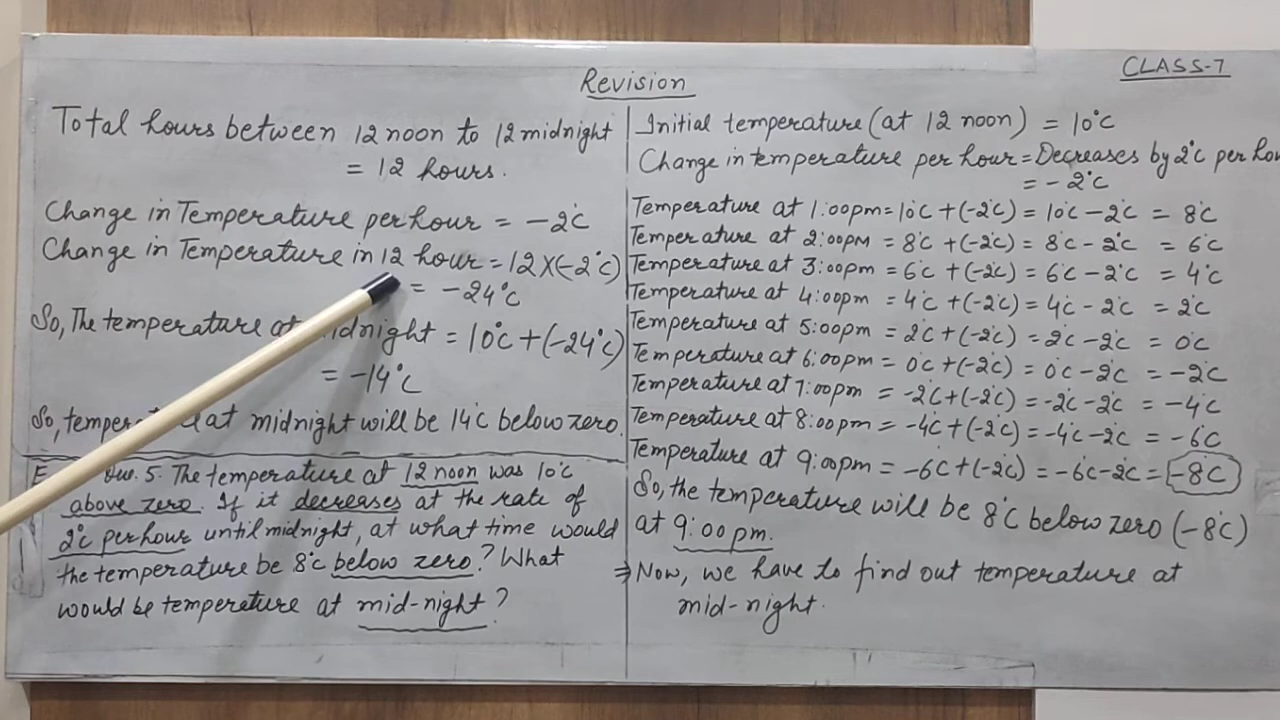 Revision
CLASS-7
Total hours between 12 noon to 12 midnight
= 12 hours.
Change in Temperature per hour = -2°C
Change in Temperature in 12 hour = 12 X (-2°C)
= -24°C
So, The temperature at midnight = 10°C + (-24°C)
= -14°C
So, temperature at midnight will be 14°C below zero.
Que. 5. The temperature at 12 noon was 10°C
above zero. If it decreases at the rate of
2°C per hour until midnight, at what time would
the temperature be 8°C below zero? What
would be temperature at mid-night?
Initial temperature (at 12 noon) = 10°C
Change in temperature per hour = Decreases by 2°C per hou
= -2°C
Temperature at 1:00pm = 10°C + (-2°C) = 10°C - 2°C = 8°C
Temperature at 2:00pm = 8°C + (-2°C) = 8°C - 2°C = 6°C
Temperature at 3:00pm = 6°C + (-2°C) = 6°C - 2°C = 4°C
Temperature at 4:00pm = 4°C + (-2°C) = 4°C - 2°C = 2°C
Temperature at 5:00pm = 2°C + (-2°C) = 2°C - 2°C = 0°C
Temperature at 6:00pm = 0°C + (-2°C) = 0°C - 2°C = -2°C
Temperature at 7:00pm = -2°C + (-2°C) = -2°C - 2°C = -4°C
Temperature at 8:00pm = -4°C + (-2°C) = -4°C - 2°C = -6°C
Temperature at 9:00pm = -6°C + (-2°C) = -6°C - 2°C = -8°C
So, the temperature will be 8°C below zero (-8°C)
at 9:00 pm.
⇒ Now, we have to find out temperature at
mid-night.